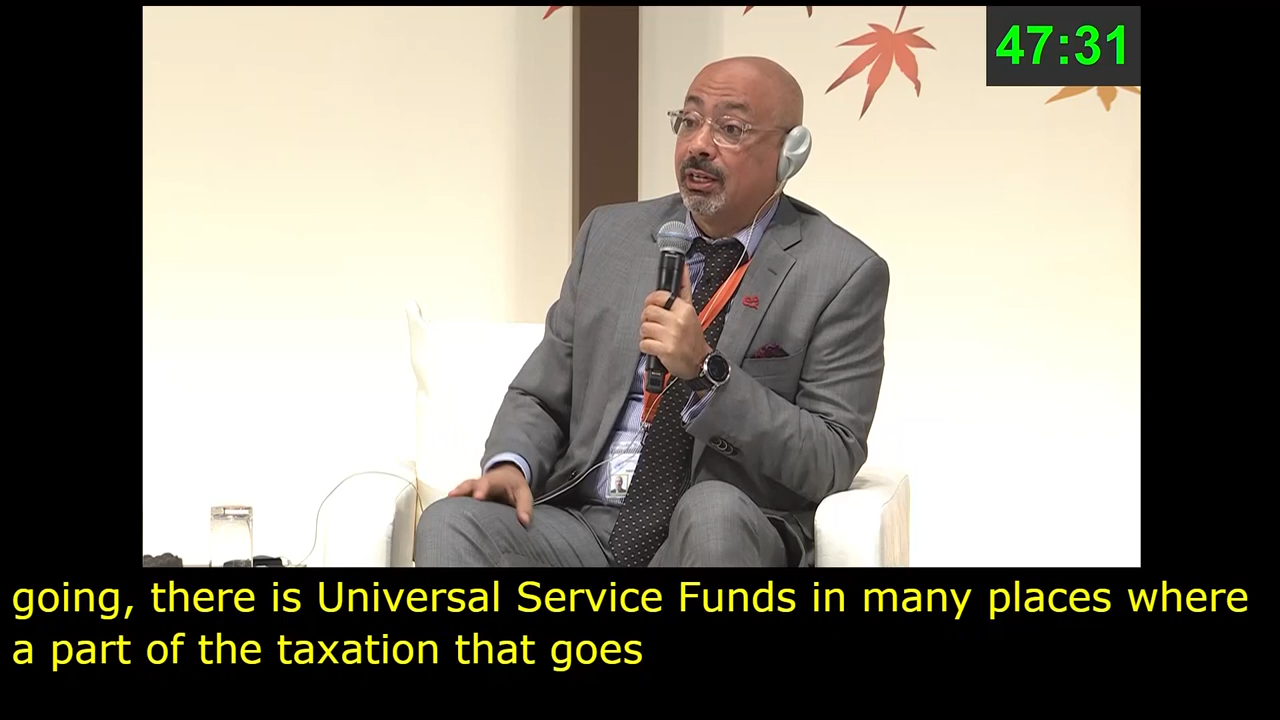 47:31
going, there is Universal Service Funds in many places where
a part of the taxation that goes